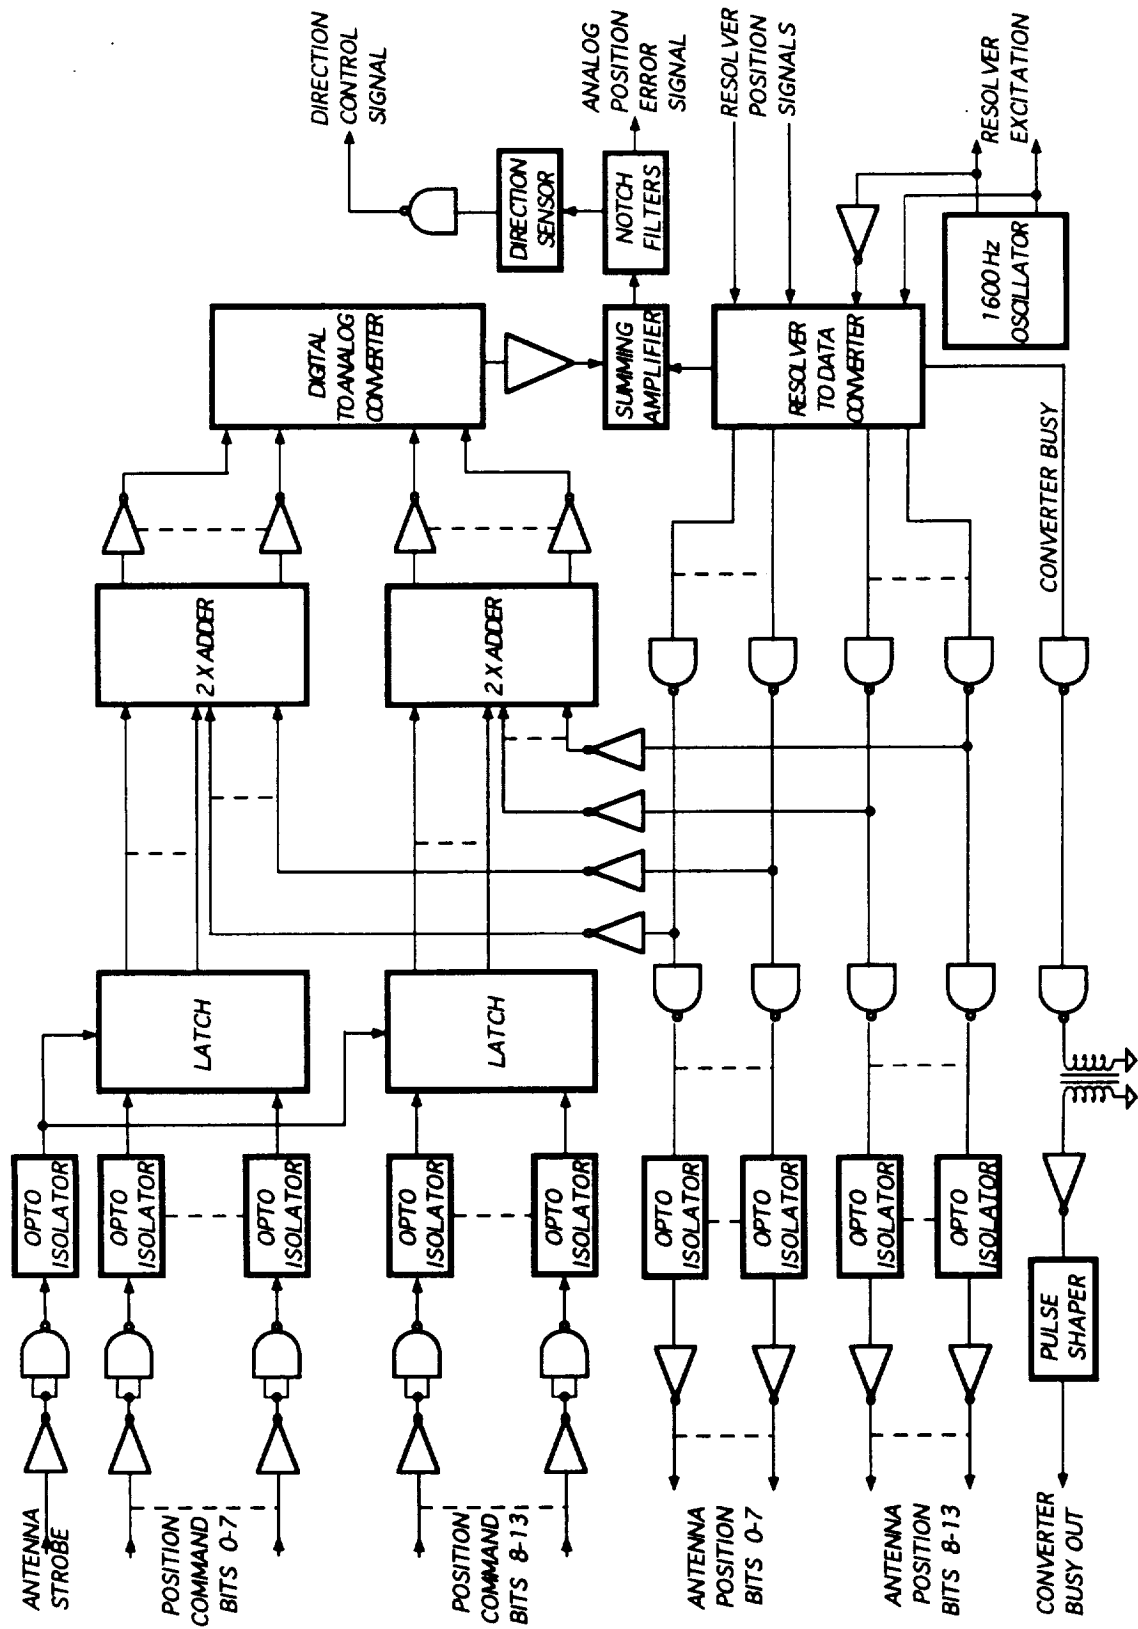 ANTENNA
STROBE
POSITION
COMMAND
BITS 0-7
POSITION
COMMAND
BITS 8-13
ANTENNA
POSITION
BITS 0-7
ANTENNA
POSITION
BITS 8-13
CONVERTER
BUSY OUT
OPTO
ISOLATOR
OPTO
ISOLATOR
OPTO
ISOLATOR
OPTO
ISOLATOR
OPTO
ISOLATOR
OPTO
ISOLATOR
OPTO
ISOLATOR
OPTO
ISOLATOR
OPTO
ISOLATOR
PULSE
SHAPER
LATCH
LATCH
2 X ADDER
2 X ADDER
CONVERTER BUSY
DIGITAL
TO ANALOG
CONVERTER
SUMMING
AMPLIFIER
RESOLVER
TO DATA
CONVERTER
1600 Hz
OSCILLATOR
DIRECTION
SENSOR
NOTCH
FILTERS
DIRECTION
CONTROL
SIGNAL
ANALOG
POSITION
ERROR
SIGNAL
RESOLVER
POSITION
SIGNALS
RESOLVER
EXCITATION